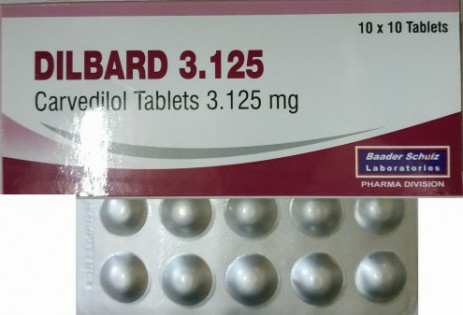 10 x 10 Tablets
DILBARD 3.125
Carvedilol Tablets 3.125 mg
Baader Schulz
Laboratories
PHARMA DIVISION